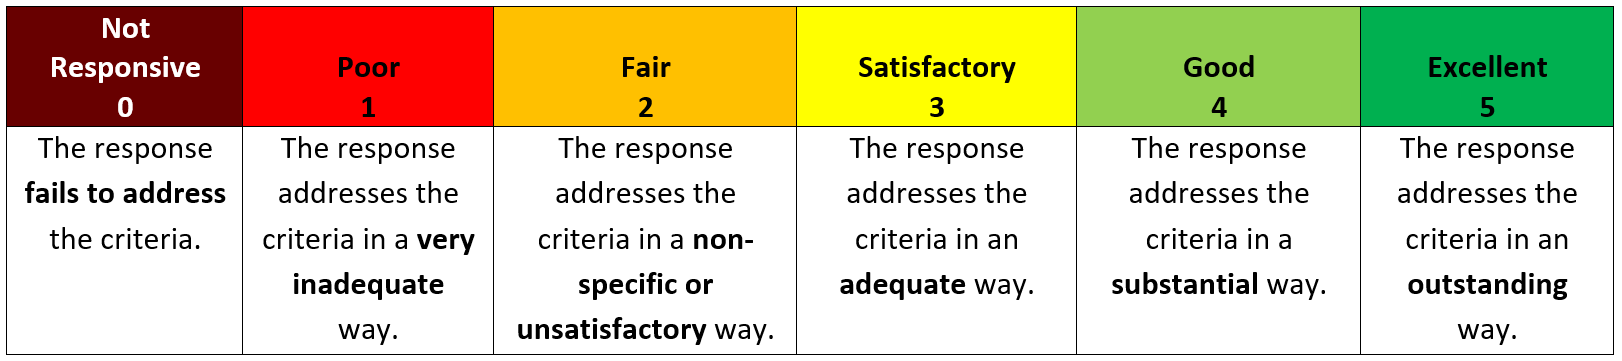 Not
Responsive
0
Poor
1
Fair
2
Satisfactory
3
Good
4
Excellent
5
The response
fails to address
the criteria.
The response
addresses the
criteria in a very
inadequate
way.
The response
addresses the
criteria in a non-
specific or
unsatisfactory way.
The response
addresses the
criteria in an
adequate way.
The response
addresses the
criteria in a
substantial way.
The response
addresses the
criteria in an
outstanding
way.